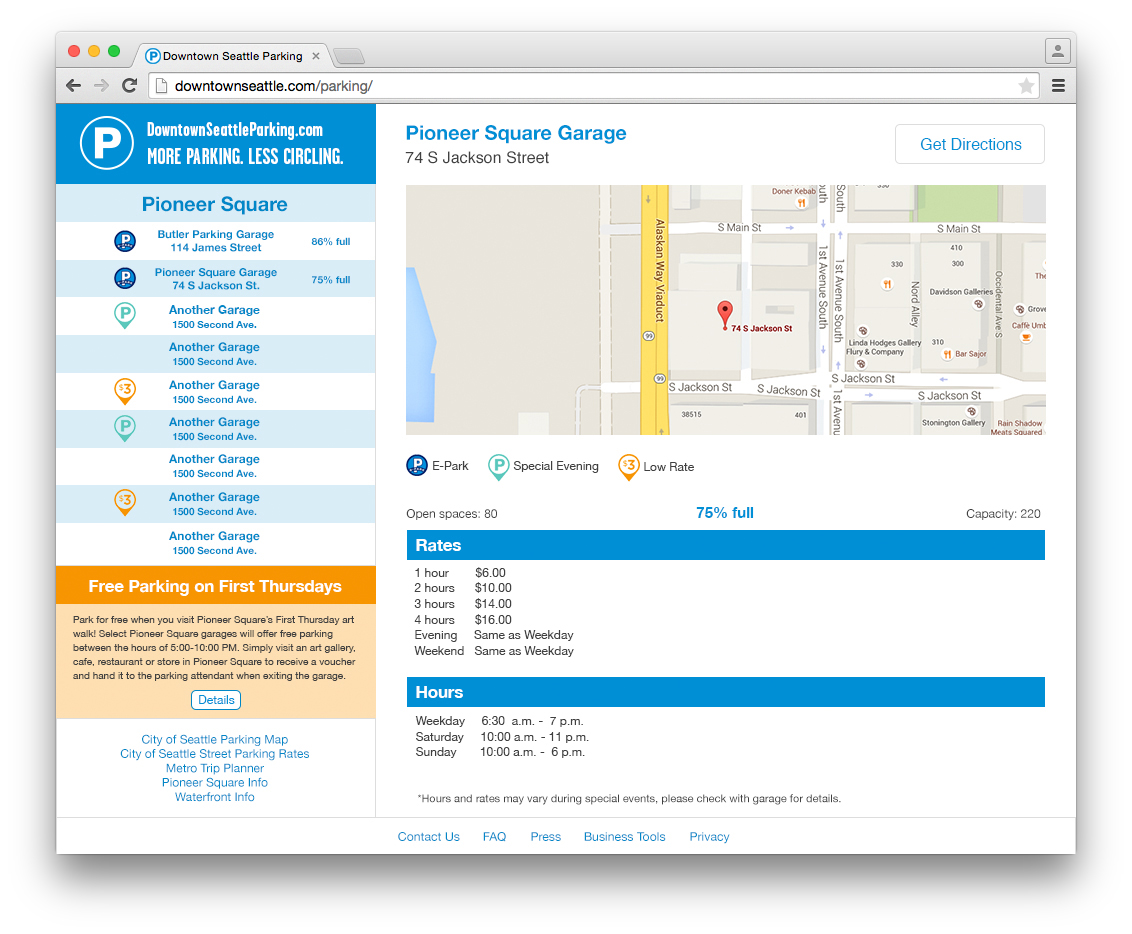 Downtown Seattle Parking
downtownseattle.com/parking/
P
DowntownSeattleParking.com
MORE PARKING. LESS CIRCLING.
Pioneer Square
Butler Parking Garage
114 James Street
86% full
Pioneer Square Garage
74 S Jackson St.
75% full
P
Another Garage
1500 Second Ave.
Another Garage
1500 Second Ave.
$3
Another Garage
1500 Second Ave.
P
Another Garage
1500 Second Ave.
Another Garage
1500 Second Ave.
$3
Another Garage
1500 Second Ave.
Another Garage
1500 Second Ave.
Free Parking on First Thursdays
Park for free when you visit Pioneer Square's First Thursday art
walk! Select Pioneer Square garages will offer free parking
between the hours of 5:00-10:00 PM. Simply visit an art gallery,
cafe, restaurant or store in Pioneer Square to receive a voucher
and hand it to the parking attendant when exiting the garage.
Details
City of Seattle Parking Map
City of Seattle Street Parking Rates
Metro Trip Planner
Pioneer Square Info
Waterfront Info
Pioneer Square Garage
74 S Jackson Street
Get Directions
Doner Kebab
S Main St
S Main St
Alaskan Way Viaduct
1st Avenue South
1st Avenue South
410
330
300
Nord Alley
Davidson Galleries
Occidental Ave S
The
Grove
Caffè Umb
74 S Jackson St
99
Linda Hodges Gallery
Flury & Company
310
Bar Sajor
99
S Jackson St
S Jackson St
S Jackson St
S Jackson St
1st Avenu
38515
401
Stonington Gallery
Rain Shadow
Meats Squared
E-Park
P
Special Evening
$3
Low Rate
Open spaces: 80
75% full
Capacity: 220
Rates
1 hour $6.00
2 hours $10.00
3 hours $14.00
4 hours $16.00
Evening Same as Weekday
Weekend Same as Weekday
Hours
Weekday 6:30 a.m. - 7 p.m.
Saturday 10:00 a.m. - 11 p.m.
Sunday 10:00 a.m. - 6 p.m.
*Hours and rates may vary during special events, please check with garage for details.
Contact Us FAQ Press Business Tools Privacy